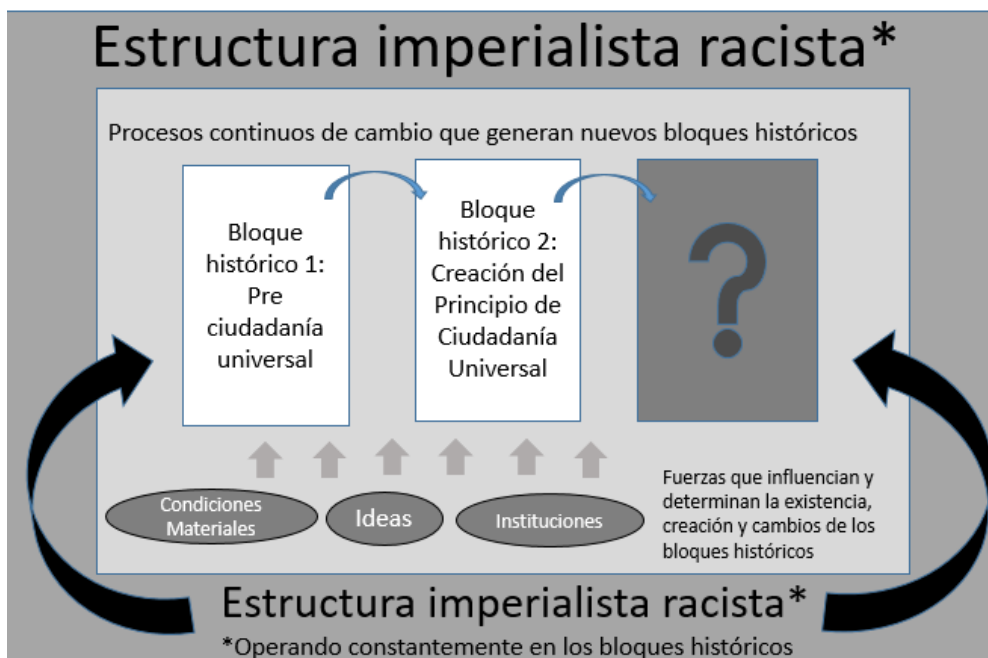 Estructura imperialista racista*
Procesos continuos de cambio que generan nuevos bloques históricos
Bloque
histórico 1:
Pre
ciudadanía
universal
Bloque
histórico 2:
Creación del
Principio de
Ciudadanía
Universal
?
Condiciones
Materiales
Ideas
Instituciones
Fuerzas que influencian y
determinan la existencia,
creación y cambios de los
bloques históricos
Estructura imperialista racista*
*Operando constantemente en los bloques históricos